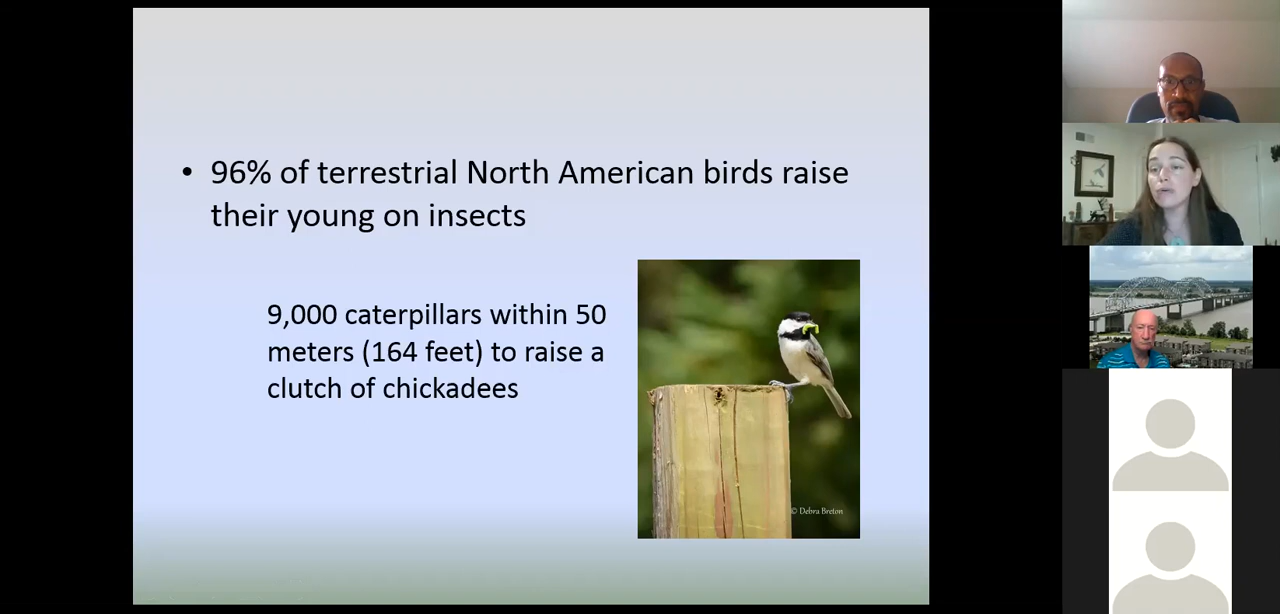 • 96% of terrestrial North American birds raise
their young on insects
9,000 caterpillars within 50
meters (164 feet) to raise a
clutch of chickadees
© Debra Breton